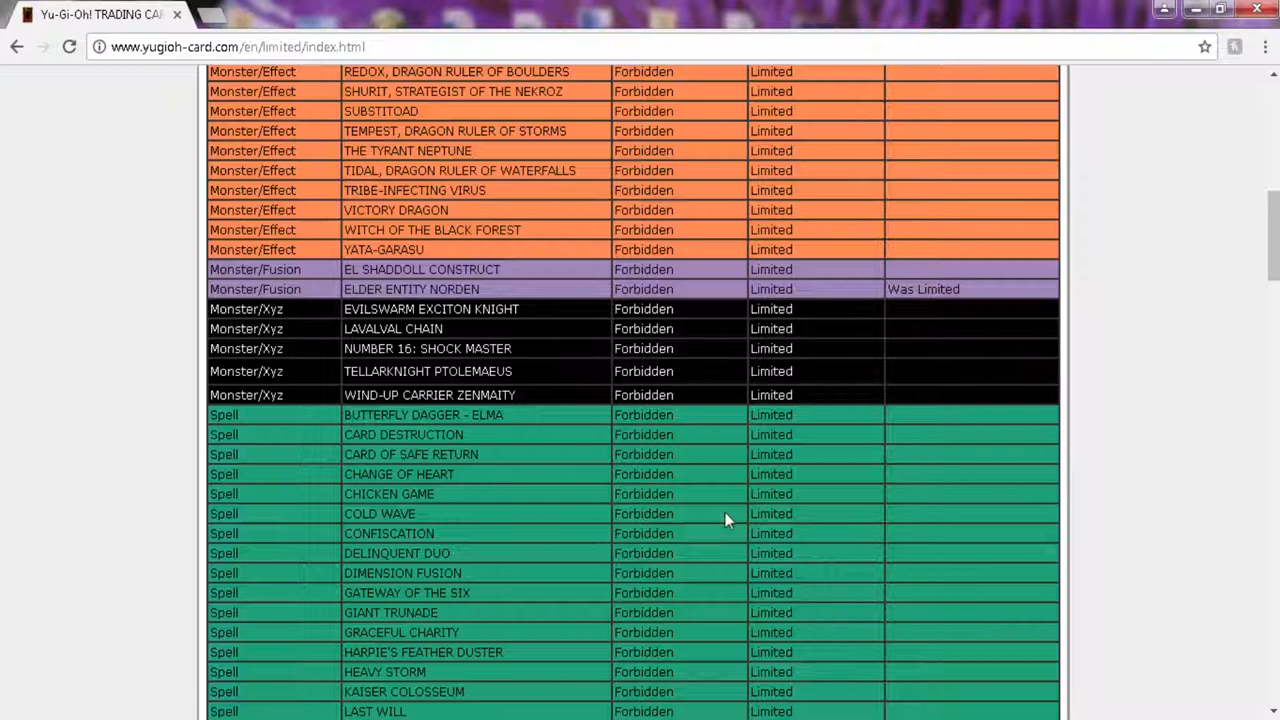 Yu-Gi-Oh! TRADING CA
www.yugioh-card.com/en/limited/index.html
Monster/Effect REDOX, DRAGON RULER OF BOULDERS Forbidden Limited
Monster/Effect SHURIT, STRATEGIST OF THE NEKROZ Forbidden Limited
Monster/Effect SUBSTITOAD Forbidden Limited
Monster/Effect TEMPEST, DRAGON RULER OF STORMS Forbidden Limited
Monster/Effect THE TYRANT NEPTUNE Forbidden Limited
Monster/Effect TIDAL, DRAGON RULER OF WATERFALLS Forbidden Limited
Monster/Effect TRIBE-INFECTING VIRUS Forbidden Limited
Monster/Effect VICTORY DRAGON Forbidden Limited
Monster/Effect WITCH OF THE BLACK FOREST Forbidden Limited
Monster/Effect YATA-GARASU Forbidden Limited
Monster/Fusion EL SHADDOLL CONSTRUCT Forbidden Limited
Monster/Fusion ELDER ENTITY NORDEN Forbidden Limited Was Limited
Monster/Xyz EVILSWARM EXCITON KNIGHT Forbidden Limited
Monster/Xyz LAVALVAL CHAIN Forbidden Limited
Monster/Xyz NUMBER 16: SHOCK MASTER Forbidden Limited
Monster/Xyz TELLARKNIGHT PTOLEMAEUS Forbidden Limited
Monster/Xyz WIND-UP CARRIER ZENMAITY Forbidden Limited
Spell BUTTERFLY DAGGER - ELMA Forbidden Limited
Spell CARD DESTRUCTION Forbidden Limited
Spell CARD OF SAFE RETURN Forbidden Limited
Spell CHANGE OF HEART Forbidden Limited
Spell CHICKEN GAME Forbidden Limited
Spell COLD WAVE Forbidden Limited
Spell CONFISCATION Forbidden Limited
Spell DELINQUENT DUO Forbidden Limited
Spell DIMENSION FUSION Forbidden Limited
Spell GATEWAY OF THE SIX Forbidden Limited
Spell GIANT TRUNADE Forbidden Limited
Spell GRACEFUL CHARITY Forbidden Limited
Spell HARPIE'S FEATHER DUSTER Forbidden Limited
Spell HEAVY STORM Forbidden Limited
Spell KAISER COLOSSEUM Forbidden Limited
Spell LAST WILL Forbidden Limited